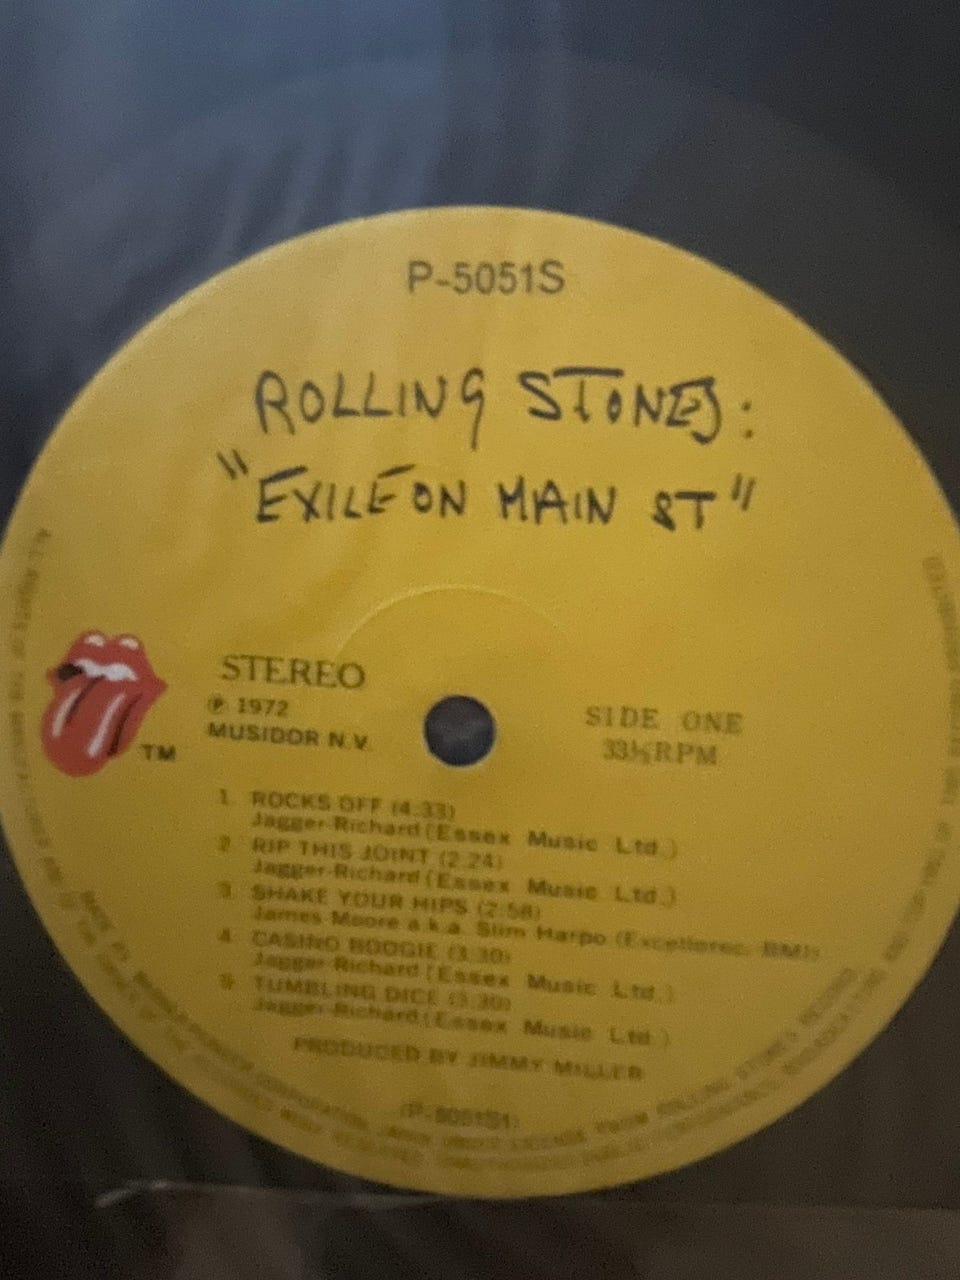 P-5051S
ROLLING STONES:
"EXILE ON MAIN ST"
STEREO
℗ 1972
MUSIDOR N.V.
TM
SIDE ONE
33⅓RPM
1. ROCKS OFF (4:33)
Jagger-Richard (Essex Music Ltd.)
2. RIP THIS JOINT (2.24)
Jagger-Richard (Essex Music Ltd.)
3. SHAKE YOUR HIPS (2:58)
James Moore a.k.a. Slim Harpo (Excellorec, BMI)
4. CASINO BOOGIE (3.30)
Jagger-Richard (Essex Music Ltd.)
5. TUMBLING DICE (3.30)
Jagger-Richard (Essex Music Ltd.)
PRODUCED BY JIMMY MILLER
(P-5051S1)